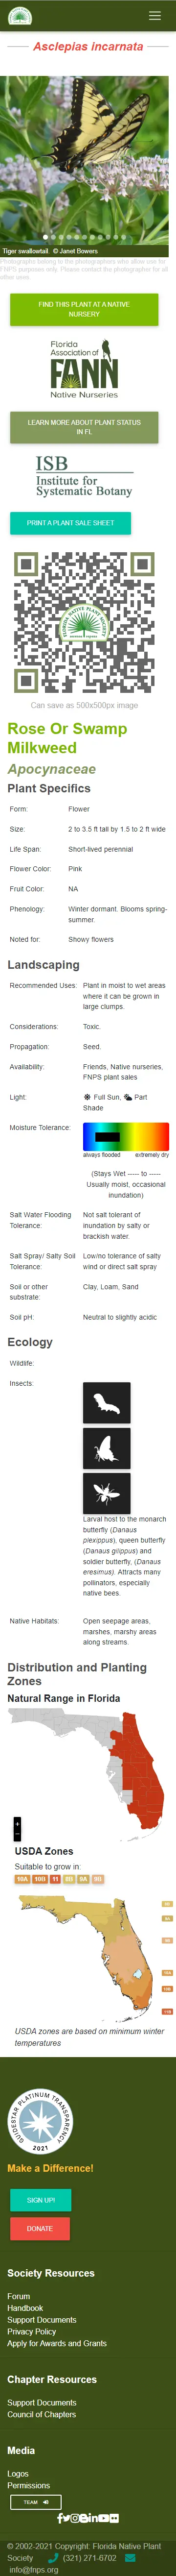 Asclepias incarnata
Tiger swallowtail © Janet Bowers
Photographs belong to the photographers who allow use for
FNPS purposes only. Please contact the photographer for all
other uses.
FIND THIS PLANT AT A NATIVE
NURSERY
Florida
Association of
FANN
Native Nurseries
LEARN MORE ABOUT PLANT STATUS
IN FL
ISB
Institute for
Systematic Botany
PRINT A PLANT SALE SHEET
Can save as 500x500px image
Rose Or Swamp
Milkweed
Apocynaceae
Plant Specifics
Form: Flower
Size: 2 to 3.5 ft tall by 1.5 to 2 ft wide
Life Span: Short-lived perennial
Flower Color: Pink
Fruit Color: NA
Phenology: Winter dormant. Blooms spring-
summer.
Noted for: Showy flowers
Landscaping
Recommended Uses: Plant in moist to wet areas
where it can be grown in
large clumps.
Considerations: Toxic.
Propagation: Seed.
Availability: Friends, Native nurseries,
FNPS plant sales
Light: Full Sun, Part
Shade
Moisture Tolerance:
always flooded extremely dry
(Stays Wet ----- to -----
Usually moist, occasional
inundation)
Salt Water Flooding Tolerance: Not salt tolerant of
inundation by salty or
brackish water.
Salt Spray/ Salty Soil Tolerance: Low/no tolerance of salty
wind or direct salt spray
Soil or other substrate: Clay, Loam, Sand
Soil pH: Neutral to slightly acidic
Ecology
Wildlife:
Insects:
Larval host to the monarch
butterfly (Danaus
plexippus), queen butterfly
(Danaus gilippus) and
soldier butterfly, (Danaus
eresimus). Attracts many
pollinators, especially
native bees.
Native Habitats: Open seepage areas,
marshes, marshy areas
along streams.
Distribution and Planting
Zones
Natural Range in Florida
+
−
USDA Zones
Suitable to grow in:
10A 10B 11 8B 9A 9B
USDA zones are based on minimum winter
temperatures
GUIDESTAR PLATINUM TRANSPARENCY
2021
Make a Difference!
SIGN UP!
DONATE
Society Resources
Forum
Handbook
Support Documents
Privacy Policy
Apply for Awards and Grants
Chapter Resources
Support Documents
Council of Chapters
Media
Logos
Permissions
TEAM
© 2002-2021 Copyright: Florida Native Plant
Society (321) 271-6702
info@fnps.org